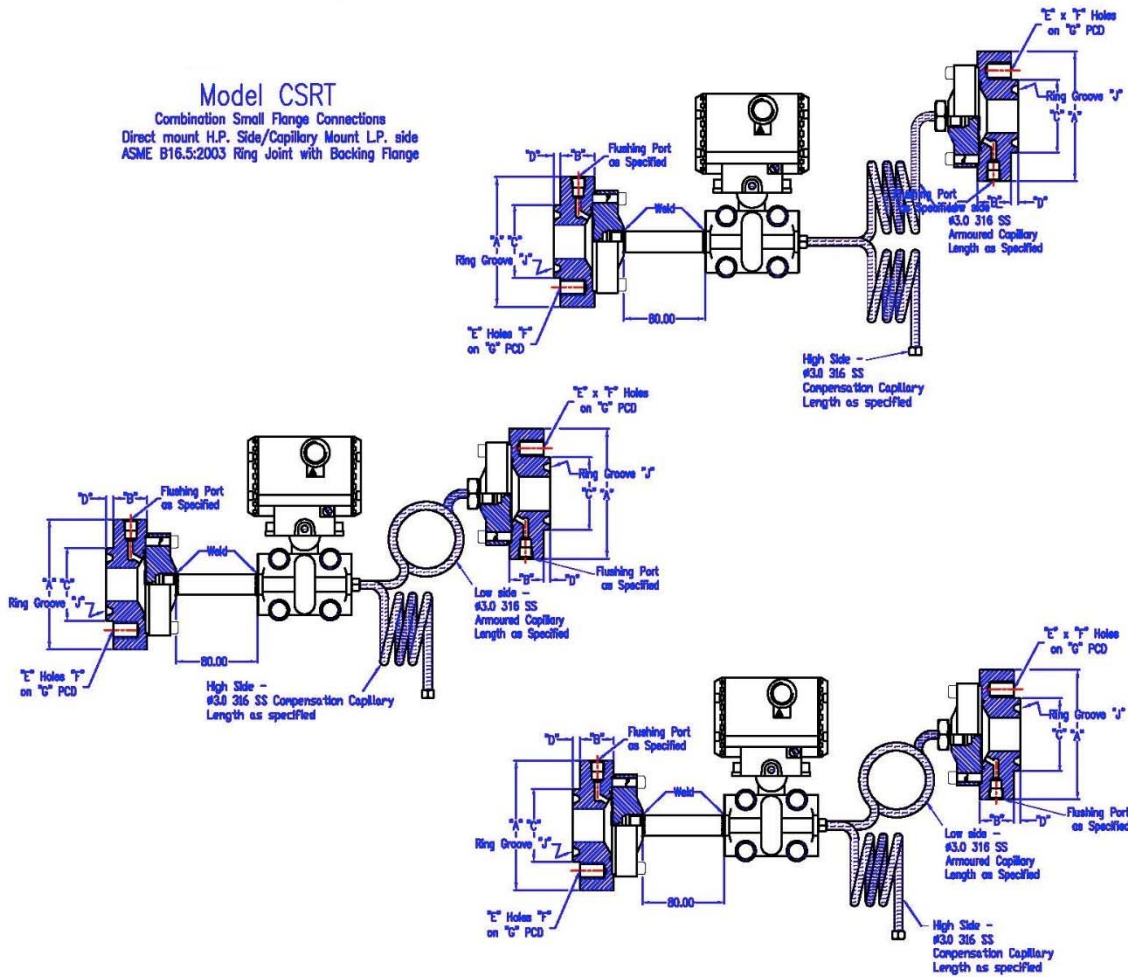 Model CSRT
Combination Small Flange Connections
Direct mount H.P. Side/Capillary Mount L.P. side
ASME B16.5:2003 Ring Joint with Backing Flange
"E" x "F" Holes
on "G" PCD
Ring Groove "J"
"C" "A"
"D" "B"
Flushing Port
as Specified
Weld
"A" "C"
Ring Groove "J"
"E" Holes "F"
on "G" PCD
80.00
Flushing Port
as Specified
Low side -
"B" "D"
ø3.0 316 SS
Armoured Capillary
Length as Specified
High Side -
ø3.0 316 SS
Compensation Capillary
Length as specified
"E" x "F" Holes
on "G" PCD
Ring Groove "J"
"C" "A"
"D" "B"
Flushing Port
as Specified
Weld
"A" "C"
Ring Groove "J"
"E" Holes "F"
on "G" PCD
80.00
"B" "D"
Flushing Port
as Specified
Low side -
ø3.0 316 SS
Armoured Capillary
Length as Specified
High Side -
ø3.0 316 SS Compensation Capillary
Length as specified
"E" x "F" Holes
on "G" PCD
Ring Groove "J"
"C" "A"
"D" "B"
Flushing Port
as Specified
Weld
"A" "C"
Ring Groove "J"
"E" Holes "F"
on "G" PCD
80.00
"B" "D"
Flushing Port
as Specified
Low side -
ø3.0 316 SS
Armoured Capillary
Length as Specified
High Side -
ø3.0 316 SS
Compensation Capillary
Length as specified